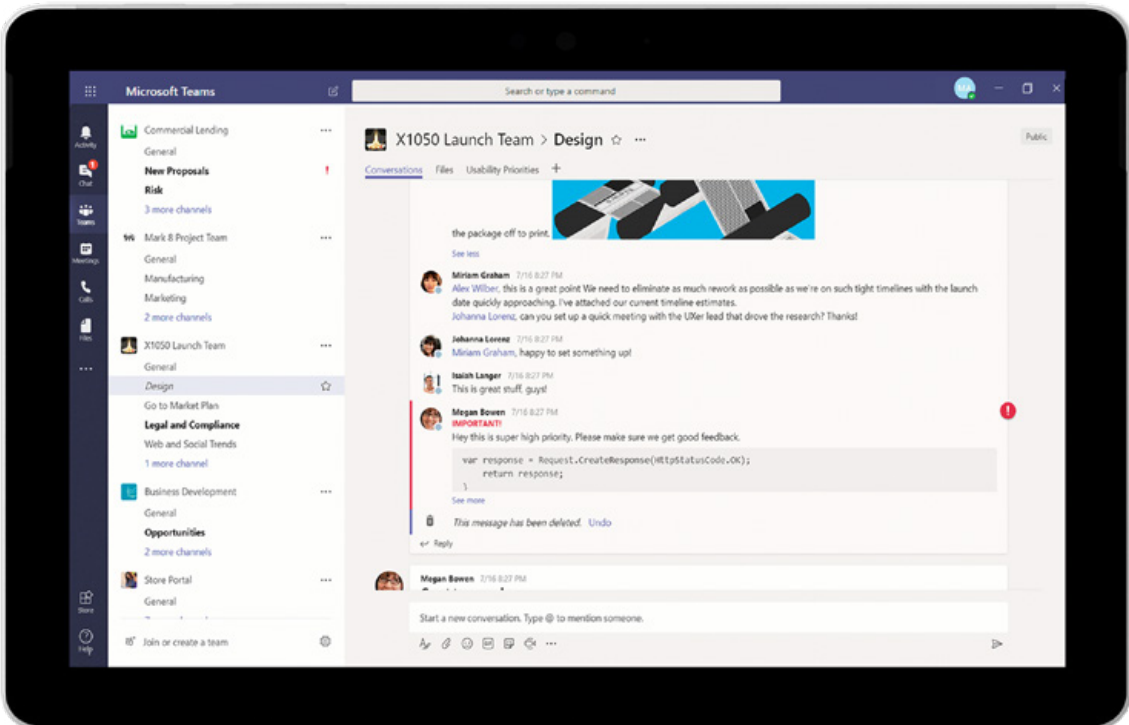 Microsoft Teams
Search or type a command
MA
Activity
Chat
1
Teams
Meetings
Calls
Files
Store
Help
Commercial Lending
General
New Proposals
Risk
3 more channels
Mark 8 Project Team
General
Manufacturing
Marketing
2 more channels
X1050 Launch Team
General
Design
Go to Market Plan
Legal and Compliance
Web and Social Trends
1 more channel
Business Development
General
Opportunities
2 more channels
Store Portal
General
Join or create a team
X1050 Launch Team > Design
Public
Conversations Files Usability Priorities +
the package off to print.
See less
Miriam Graham 7/16 8:27 PM
Alex Wilber, this is a great point We need to eliminate as much rework as possible as we're on such tight timelines with the launch
date quickly approaching. I've attached our current timeline estimates.
Johanna Lorenz, can you set up a quick meeting with the UXer lead that drove the research? Thanks!
Johanna Lorenz 7/16 8:27 PM
Miriam Graham, happy to set something up!
Isaiah Langer 7/16 8:27 PM
This is great stuff, guys!
Megan Bowen 7/16 8:27 PM
IMPORTANT!
Hey this is super high priority. Please make sure we get good feedback.
var response = Request.CreateResponse(HttpStatusCode.OK);
return response;
}
See more
This message has been deleted. Undo
Reply
Megan Bowen 7/16 8:27 PM
Start a new conversation. Type @ to mention someone.